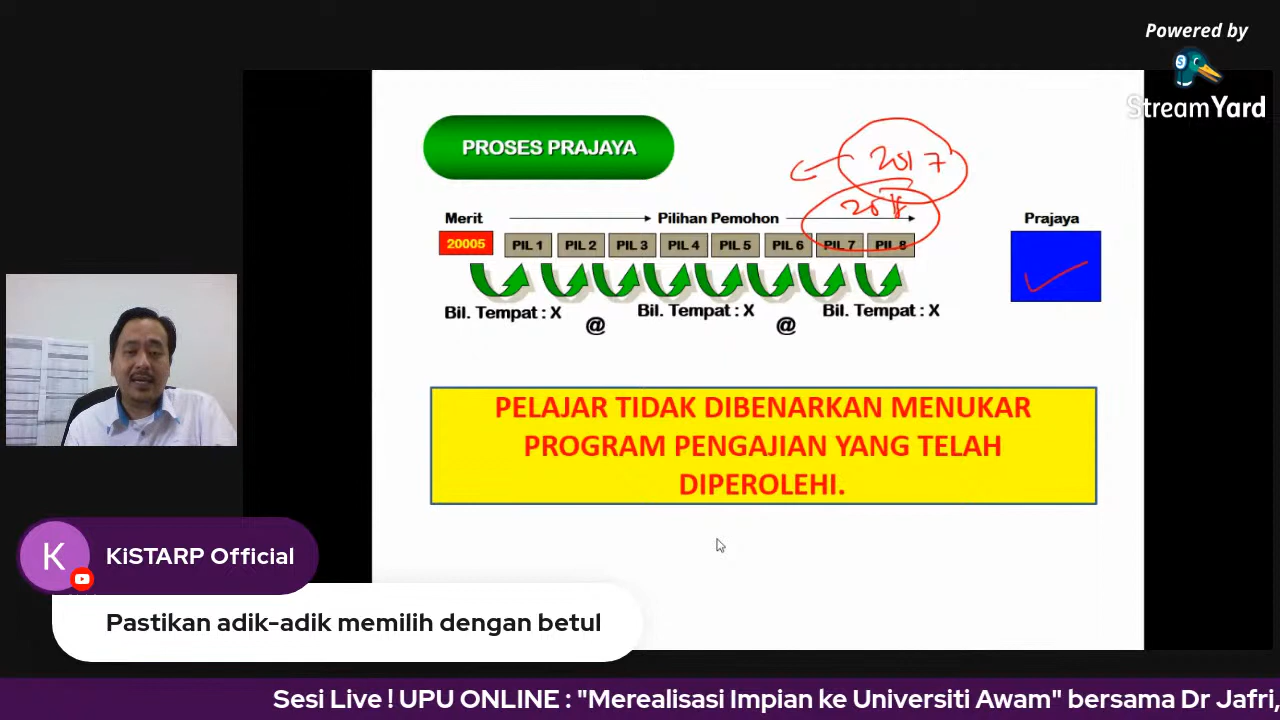 Powered by
StreamYard
PROSES PRAJAYA
2017
Merit
Pilihan Pemohon
Prajaya
20005
PIL 1
PIL 2
PIL 3
PIL 4
PIL 5
PIL 6
PIL 7
PIL 8
Bil. Tempat : X
@
Bil. Tempat : X
@
Bil. Tempat : X
PELAJAR TIDAK DIBENARKAN MENUKAR
PROGRAM PENGAJIAN YANG TELAH
DIPEROLEHI.
K
KiSTARP Official
Pastikan adik-adik memilih dengan betul
Sesi Live ! UPU ONLINE : "Merealisasi Impian ke Universiti Awam" bersama Dr Jafri,